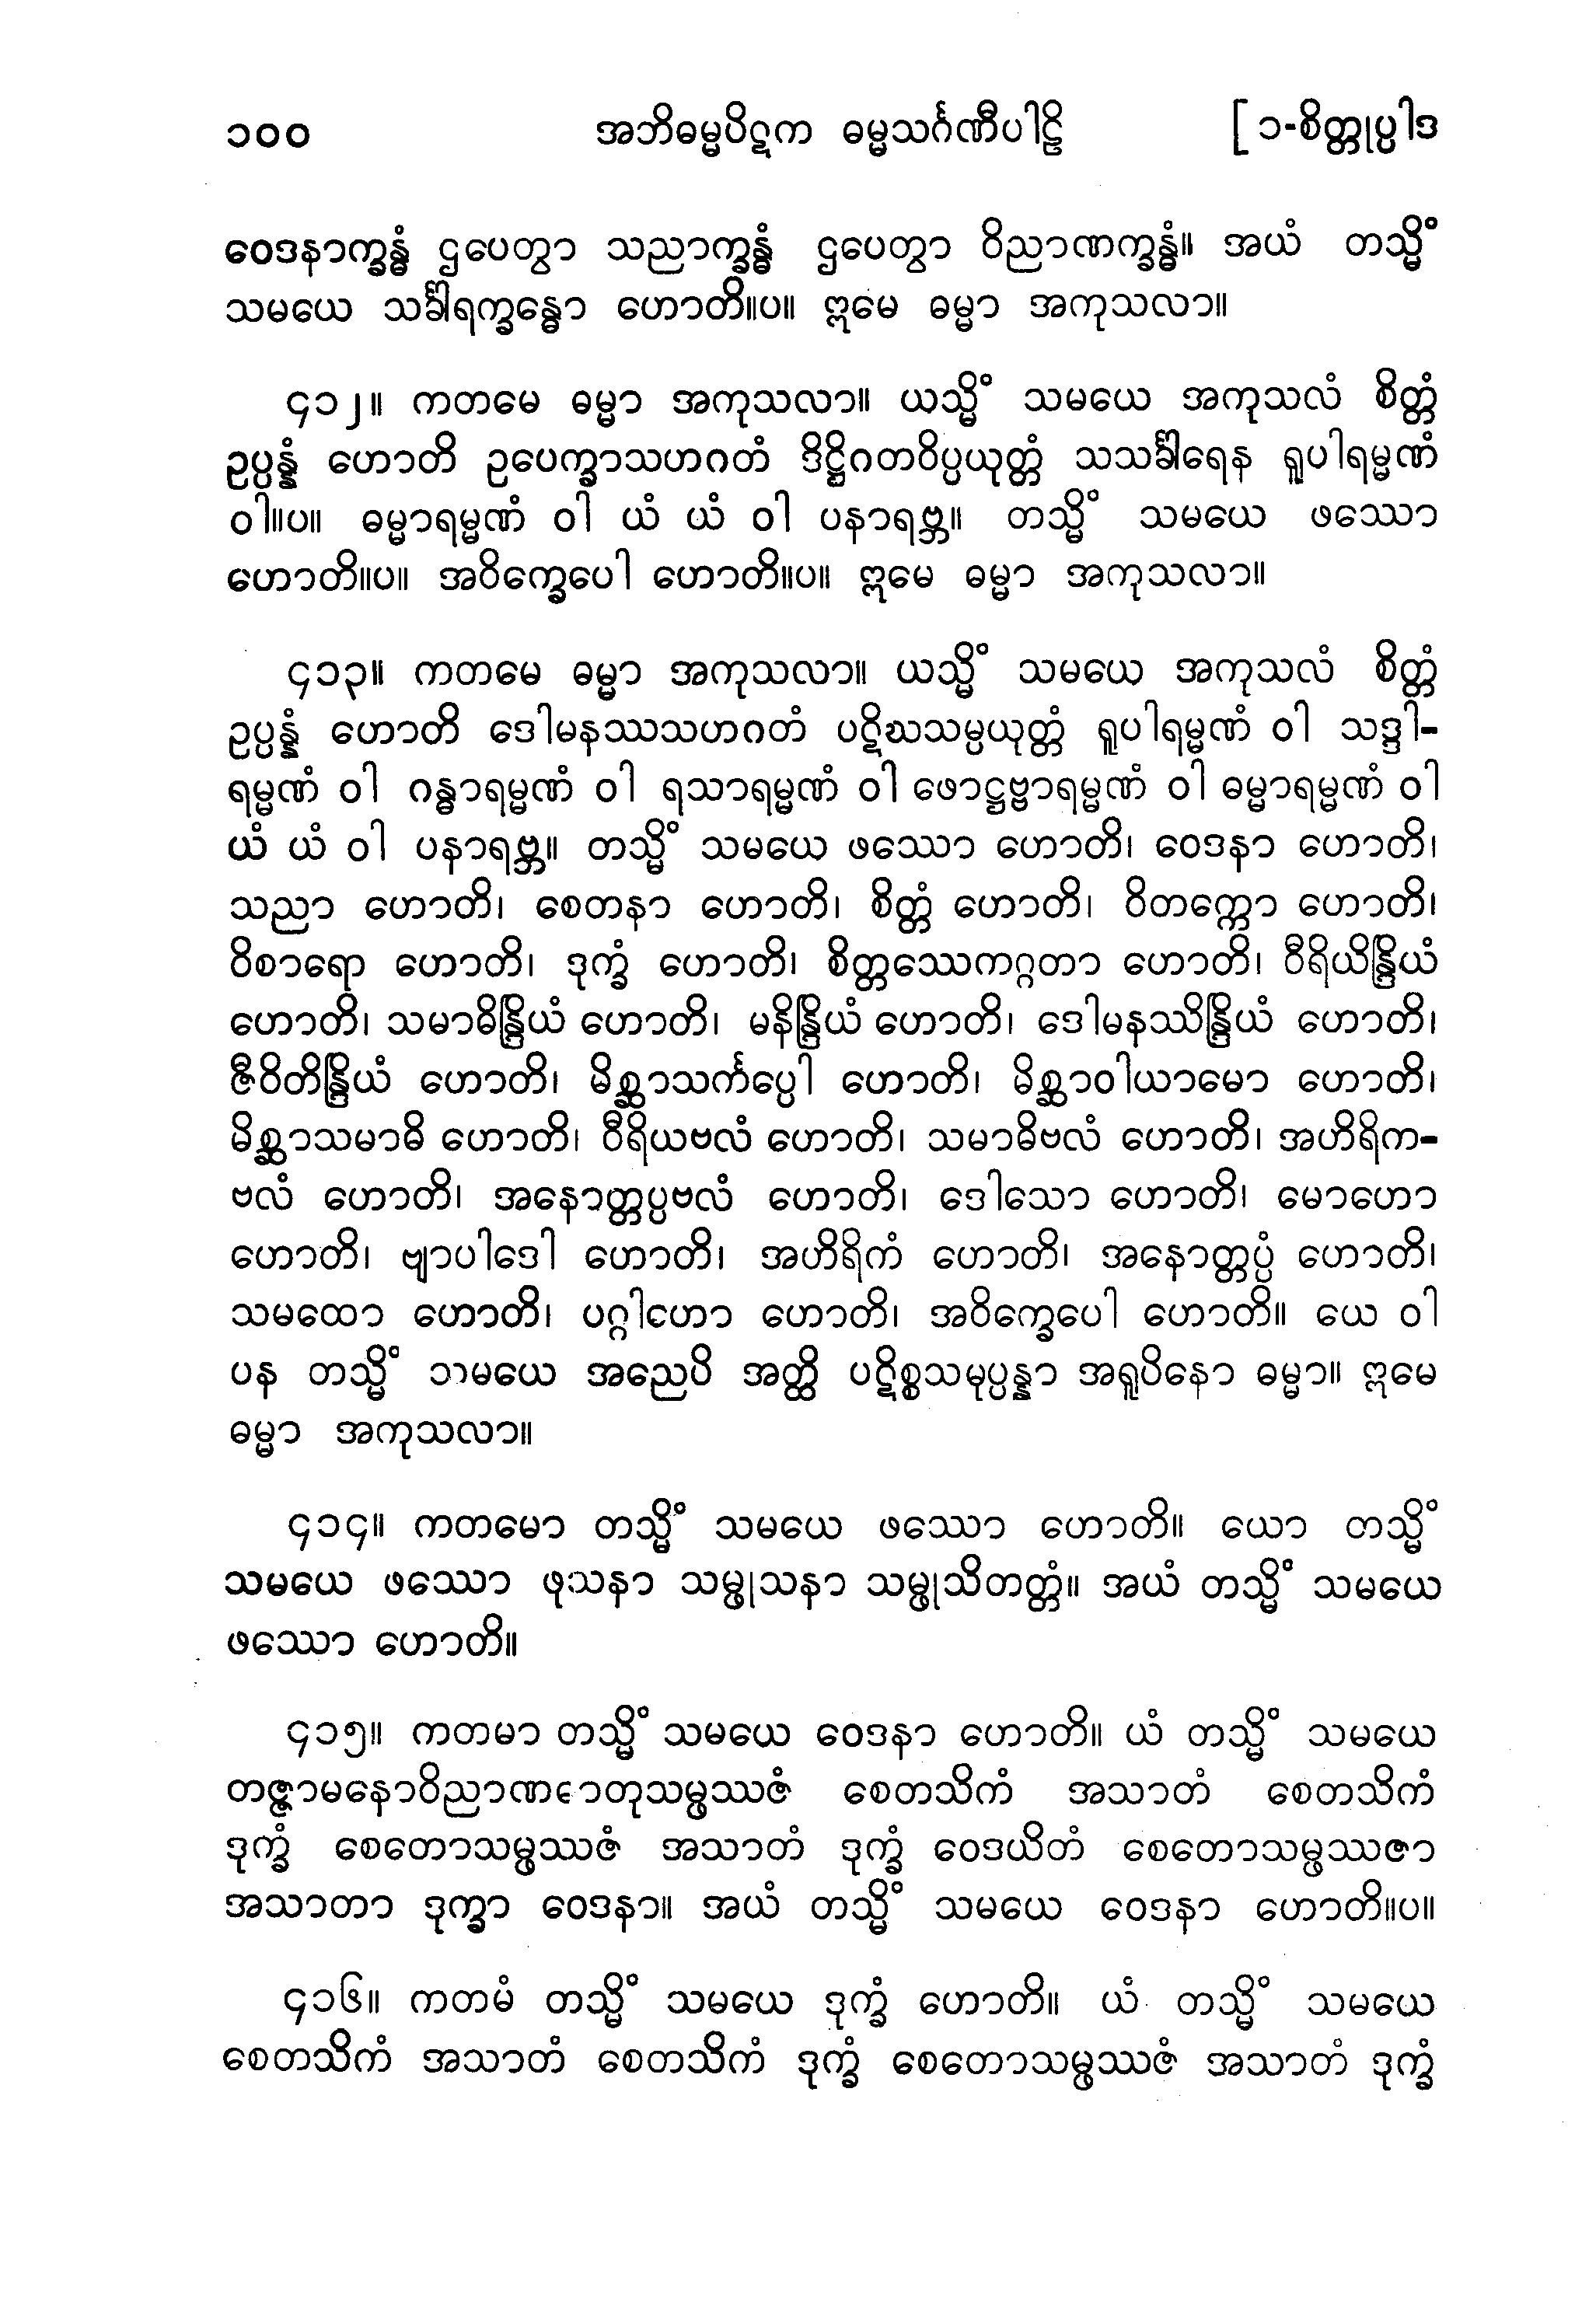 ၁၀၀ အဘိဓမ္မပိဋက ဓမ္မသင်္ဂဏီပါဠိ [ ၁-စိတ္တုပ္ပါဒ
ဝေဒနာက္ခန္ဓံ ဌပေတွာ သညာက္ခန္ဓံ ဌပေတွာ ဝိညာဏက္ခန္ဓံ။ အယံ တသ္မိံ
သမယေ သင်္ခါရက္ခန္ဓော ဟောတိ။ပ။ ဣမေ ဓမ္မာ အကုသလာ။
၄၁၂။ ကတမေ ဓမ္မာ အကုသလာ။ ယသ္မိံ သမယေ အကုသလံ စိတ္တံ
ဥပ္ပန္နံ ဟောတိ ဥပေက္ခာသဟဂတံ ဒိဋ္ဌိဂတဝိပ္ပယုတ္တံ သသင်္ခါရေန ရူပါရမ္မဏံ
ဝါ။ပ။ ဓမ္မာရမ္မဏံ ဝါ ယံ ယံ ဝါ ပနာရဗ္ဘ။ တသ္မိံ သမယေ ဖဿော
ဟောတိ။ပ။ အဝိက္ခေပေါ ဟောတိ။ပ။ ဣမေ ဓမ္မာ အကုသလာ။
၄၁၃။ ကတမေ ဓမ္မာ အကုသလာ။ ယသ္မိံ သမယေ အကုသလံ စိတ္တံ
ဥပ္ပန္နံ ဟောတိ ဒေါမနဿသဟဂတံ ပဋိဃသမ္ပယုတ္တံ ရူပါရမ္မဏံ ဝါ သဒ္ဒါ-
ရမ္မဏံ ဝါ ဂန္ဓာရမ္မဏံ ဝါ ရသာရမ္မဏံ ဝါ ဖောဋ္ဌဗ္ဗာရမ္မဏံ ဝါ ဓမ္မာရမ္မဏံ ဝါ
ယံ ယံ ဝါ ပနာရဗ္ဘ။ တသ္မိံ သမယေ ဖဿော ဟောတိ၊ ဝေဒနာ ဟောတိ၊
သညာ ဟောတိ၊ စေတနာ ဟောတိ၊ စိတ္တံ ဟောတိ၊ ဝိတက္ကော ဟောတိ၊
ဝိစာရော ဟောတိ၊ ဒုက္ခံ ဟောတိ၊ စိတ္တဿေကဂ္ဂတာ ဟောတိ၊ ဝီရိယိန္ဒြိယံ
ဟောတိ၊ သမာဓိန္ဒြိယံ ဟောတိ၊ မနိန္ဒြိယံ ဟောတိ၊ ဒေါမနဿိန္ဒြိယံ ဟောတိ၊
ဇီဝိတိန္ဒြိယံ ဟောတိ၊ မိစ္ဆာသင်္ကပ္ပေါ ဟောတိ၊ မိစ္ဆာဝါယာမော ဟောတိ၊
မိစ္ဆာသမာဓိ ဟောတိ၊ ဝီရိယဗလံ ဟောတိ၊ သမာဓိဗလံ ဟောတိ၊ အဟိရိက-
ဗလံ ဟောတိ၊ အနောတ္တပ္ပဗလံ ဟောတိ၊ ဒေါသော ဟောတိ၊ မောဟော
ဟောတိ၊ ဗျာပါဒေါ ဟောတိ၊ အဟိရိကံ ဟောတိ၊ အနောတ္တပ္ပံ ဟောတိ၊
သမထော ဟောတိ၊ ပဂ္ဂါဟော ဟောတိ၊ အဝိက္ခေပေါ ဟောတိ။ ယေ ဝါ
ပန တသ္မိံ သမယေ အညေပိ အတ္ထိ ပဋိစ္စသမုပ္ပန္နာ အရူပိနော ဓမ္မာ။ ဣမေ
ဓမ္မာ အကုသလာ။
၄၁၄။ ကတမော တသ္မိံ သမယေ ဖဿော ဟောတိ။ ယော တသ္မိံ
သမယေ ဖဿော ဖုသနာ သမ္ဖုသနာ သမ္ဖုသိတတ္တံ။ အယံ တသ္မိံ သမယေ
ဖဿော ဟောတိ။
၄၁၅။ ကတမာ တသ္မိံ သမယေ ဝေဒနာ ဟောတိ။ ယံ တသ္မိံ သမယေ
တဇ္ဇာမနောဝိညာဏဓာတုသမ္ဖဿဇံ စေတသိကံ အသာတံ စေတသိကံ
ဒုက္ခံ စေတောသမ္ဖဿဇံ အသာတံ ဒုက္ခံ ဝေဒယိတံ စေတောသမ္ဖဿဇာ
အသာတာ ဒုက္ခာ ဝေဒနာ။ အယံ တသ္မိံ သမယေ ဝေဒနာ ဟောတိ။ပ။
၄၁၆။ ကတမံ တသ္မိံ သမယေ ဒုက္ခံ ဟောတိ။ ယံ တသ္မိံ သမယေ
စေတသိကံ အသာတံ စေတသိကံ ဒုက္ခံ စေတောသမ္ဖဿဇံ အသာတံ ဒုက္ခံ